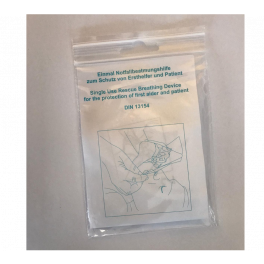 Einmal Notfallbeatmungshilfe
zum Schutz von Ersthelfer und Patient
Single use Rescue Breathing Device
for the protection of first aider and patient
DIN 13154